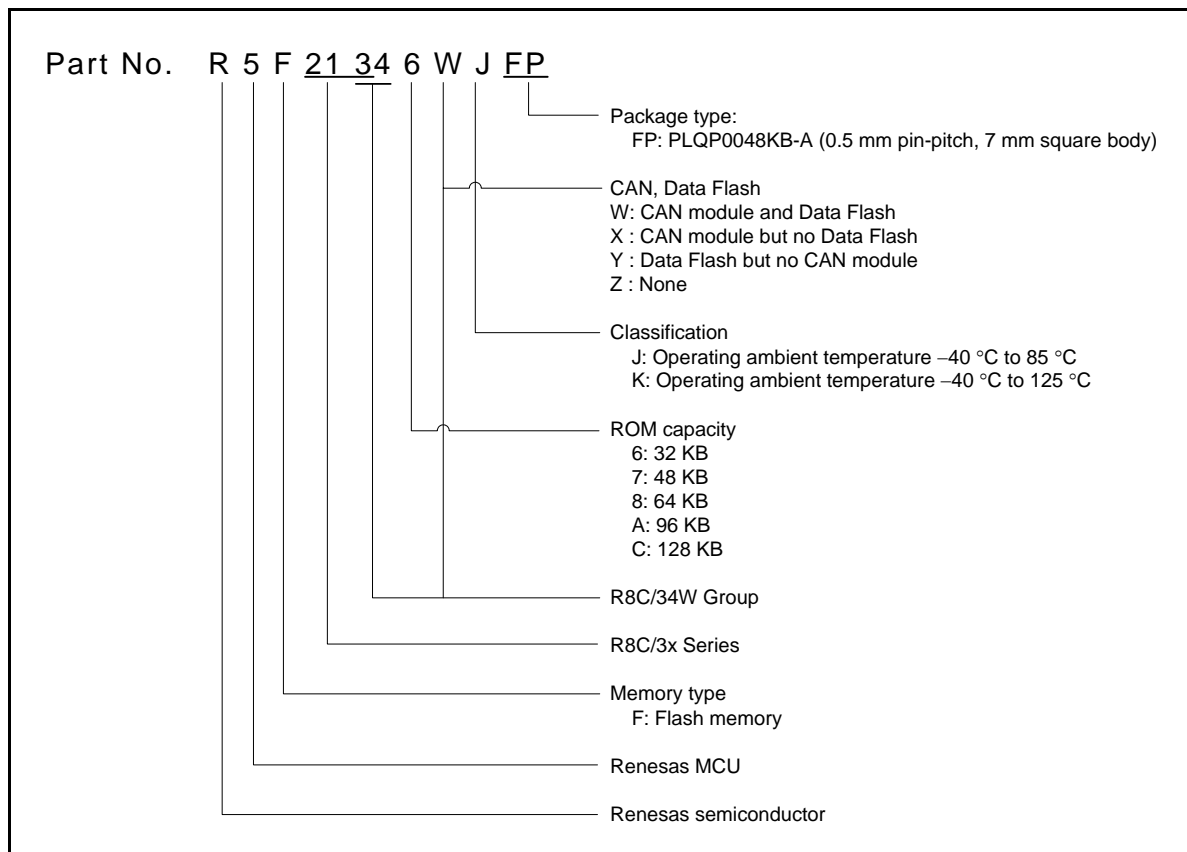 Part No. R 5 F 21 34 6 W J FP
Package type:
FP: PLQP0048KB-A (0.5 mm pin-pitch, 7 mm square body)
CAN, Data Flash
W: CAN module and Data Flash
X : CAN module but no Data Flash
Y : Data Flash but no CAN module
Z : None
Classification
J: Operating ambient temperature −40 °C to 85 °C
K: Operating ambient temperature −40 °C to 125 °C
ROM capacity
6: 32 KB
7: 48 KB
8: 64 KB
A: 96 KB
C: 128 KB
R8C/34W Group
R8C/3x Series
Memory type
F: Flash memory
Renesas MCU
Renesas semiconductor